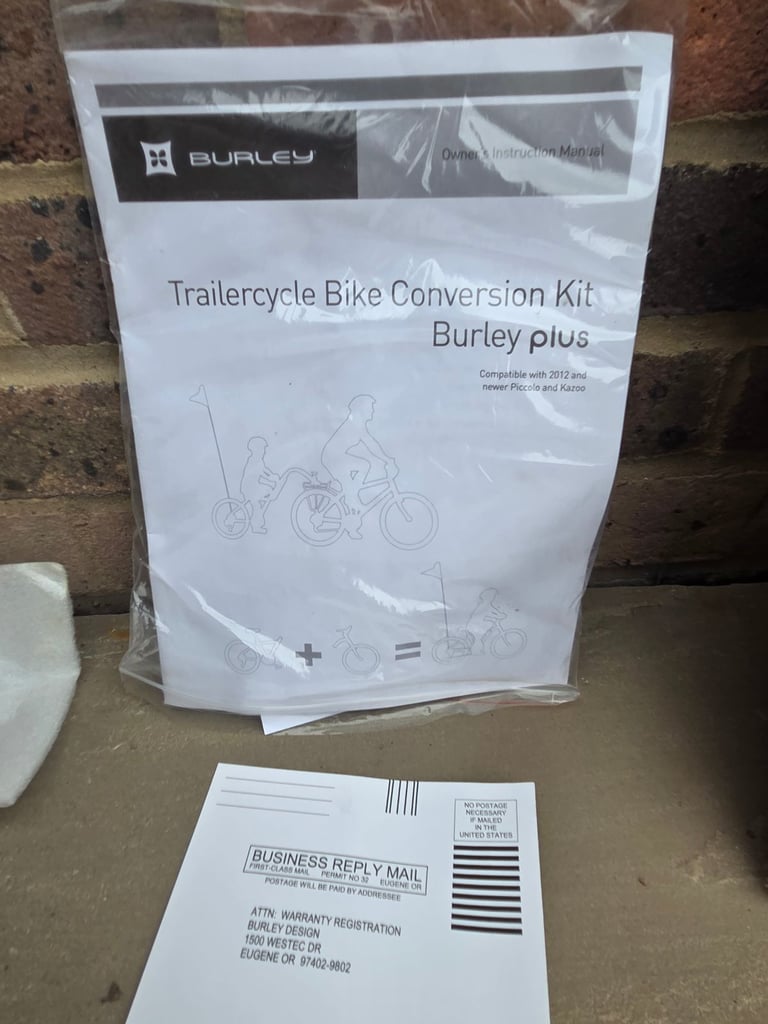 BURLEY
Owner's Instruction Manual
Trailercycle Bike Conversion Kit
Burley plus
Compatible with 2012 and
newer Piccolo and Kazoo
NO POSTAGE
NECESSARY
IF MAILED
IN THE
UNITED STATES
BUSINESS REPLY MAIL
FIRST-CLASS MAIL PERMIT NO 32 EUGENE OR
POSTAGE WILL BE PAID BY ADDRESSEE
ATTN: WARRANTY REGISTRATION
BURLEY DESIGN
1500 WESTEC DR
EUGENE OR 97402-9802